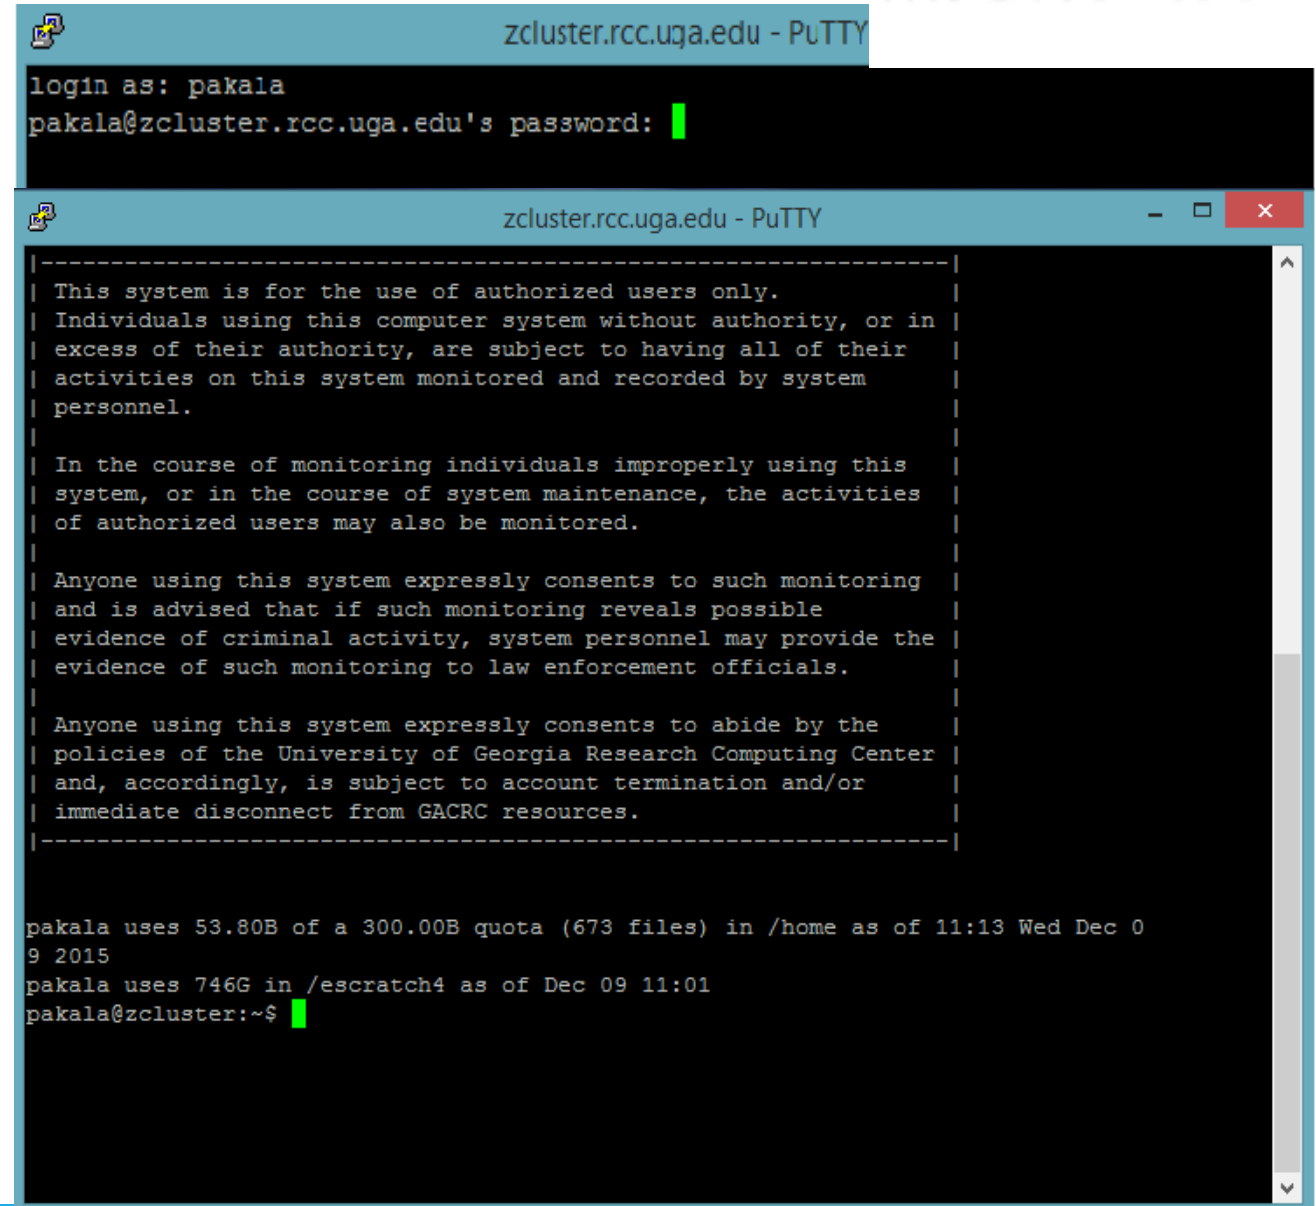 zcluster.rcc.uga.edu - PuTTY
login as: pakala
pakala@zcluster.rcc.uga.edu's password:
zcluster.rcc.uga.edu - PuTTY
|-----------------------------------------------------------------|
| This system is for the use of authorized users only.            |
| Individuals using this computer system without authority, or in |
| excess of their authority, are subject to having all of their   |
| activities on this system monitored and recorded by system      |
| personnel.                                                      |
|                                                                 |
| In the course of monitoring individuals improperly using this   |
| system, or in the course of system maintenance, the activities  |
| of authorized users may also be monitored.                      |
|                                                                 |
| Anyone using this system expressly consents to such monitoring  |
| and is advised that if such monitoring reveals possible         |
| evidence of criminal activity, system personnel may provide the |
| evidence of such monitoring to law enforcement officials.       |
|                                                                 |
| Anyone using this system expressly consents to abide by the     |
| policies of the University of Georgia Research Computing Center |
| and, accordingly, is subject to account termination and/or      |
| immediate disconnect from GACRC resources.                      |
|-----------------------------------------------------------------|
pakala uses 53.80B of a 300.00B quota (673 files) in /home as of 11:13 Wed Dec 0
9 2015
pakala uses 746G in /escratch4 as of Dec 09 11:01
pakala@zcluster:~$